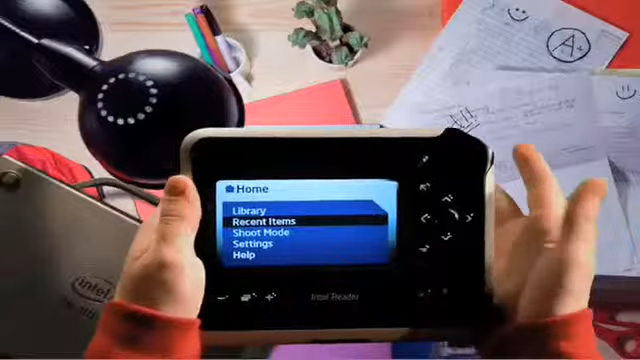 A
Home
Library
Recent Items
Shoot Mode
Settings
Help
Intel Reader
intel